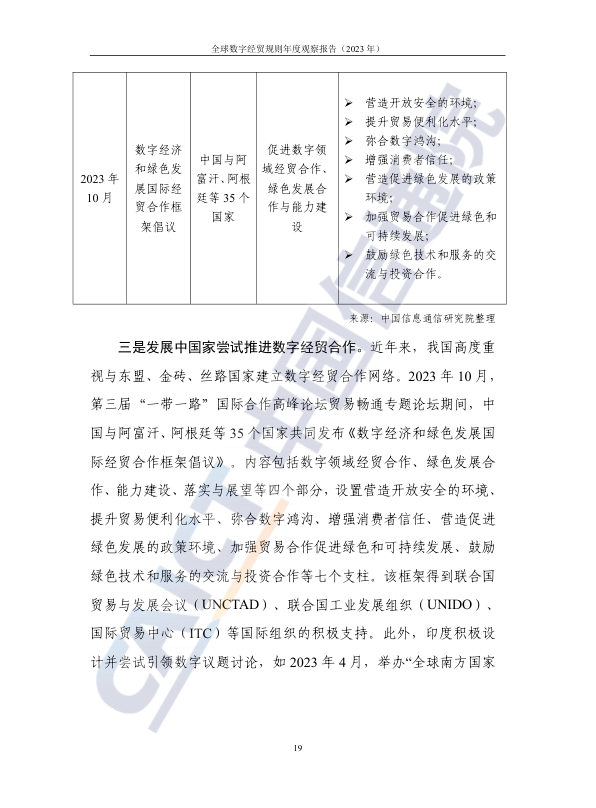 全球数字经贸规则年度观察报告（2023 年）
2023 年
10 月
数字经济
和绿色发
展国际经
贸合作框
架倡议
中国与阿
富汗、阿根
廷等 35 个
国家
促进数字领
域经贸合作、
绿色发展合
作与能力建
设
➢ 营造开放安全的环境；
➢ 提升贸易便利化水平；
➢ 弥合数字鸿沟；
➢ 增强消费者信任；
➢ 营造促进绿色发展的政策
环境；
➢ 加强贸易合作促进绿色和
可持续发展；
➢ 鼓励绿色技术和服务的交
流与投资合作。
来源：中国信息通信研究院整理
三是发展中国家尝试推进数字经贸合作。近年来，我国高度重
视与东盟、金砖、丝路国家建立数字经贸合作网络。2023 年 10 月，
第三届“一带一路”国际合作高峰论坛贸易畅通专题论坛期间，中
国与阿富汗、阿根廷等 35 个国家共同发布《数字经济和绿色发展国
际经贸合作框架倡议》。内容包括数字领域经贸合作、绿色发展合
作、能力建设、落实与展望等四个部分，设置营造开放安全的环境、
提升贸易便利化水平、弥合数字鸿沟、增强消费者信任、营造促进
绿色发展的政策环境、加强贸易合作促进绿色和可持续发展、鼓励
绿色技术和服务的交流与投资合作等七个支柱。该框架得到联合国
贸易与发展会议（UNCTAD）、联合国工业发展组织（UNIDO）、
国际贸易中心（ITC）等国际组织的积极支持。此外，印度积极设
计并尝试引领数字议题讨论，如 2023 年 4 月，举办“全球南方国家
CAICT 中国信通院
19